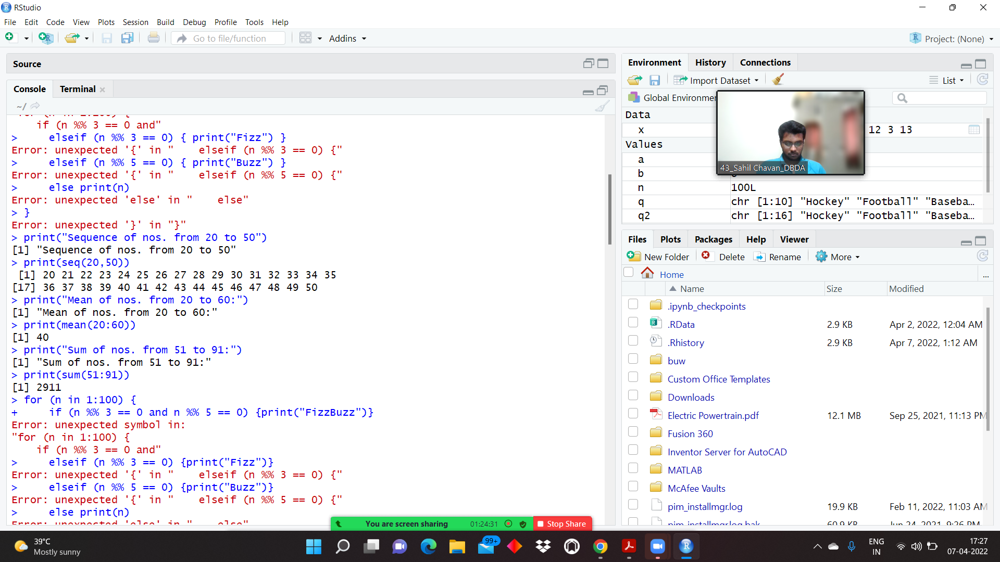 RStudio
File Edit Code View Plots Session Build Debug Profile Tools Help
Go to file/function
Addins
Project: (None)
Source
Console Terminal
~/
if (n %% 3 == 0 and"
>     elseif (n %% 3 == 0) { print("Fizz") }
Error: unexpected '{' in "    elseif (n %% 3 == 0) {"
>     elseif (n %% 5 == 0) { print("Buzz") }
Error: unexpected '{' in "    elseif (n %% 5 == 0) {"
>     else print(n)
Error: unexpected 'else' in "    else"
> }
Error: unexpected '}' in "}"
> print("Sequence of nos. from 20 to 50")
[1] "Sequence of nos. from 20 to 50"
> print(seq(20,50))
[1] 20 21 22 23 24 25 26 27 28 29 30 31 32 33 34 35
[17] 36 37 38 39 40 41 42 43 44 45 46 47 48 49 50
> print("Mean of nos. from 20 to 60:")
[1] "Mean of nos. from 20 to 60:"
> print(mean(20:60))
[1] 40
> print("Sum of nos. from 51 to 91:")
[1] "Sum of nos. from 51 to 91:"
> print(sum(51:91))
[1] 2911
> for (n in 1:100) {
+     if (n %% 3 == 0 and n %% 5 == 0) {print("FizzBuzz")}
Error: unexpected symbol in:
"for (n in 1:100) {
    if (n %% 3 == 0 and"
>     elseif (n %% 3 == 0) {print("Fizz")}
Error: unexpected '{' in "    elseif (n %% 3 == 0) {"
>     elseif (n %% 5 == 0) {print("Buzz")}
Error: unexpected '{' in "    elseif (n %% 5 == 0) {"
>     else print(n)
Error: unexpected 'else' in "    else"
Environment History Connections
Import Dataset
List
Global Environmen
Data
x 12 3 13
Values
a
b
n 100L
q chr [1:10] "Hockey" "Football" "Baseba…
q2 chr [1:16] "Hockey" "Football" "Baseba…
43_Sahil Chavan_DBDA
Files Plots Packages Help Viewer
New Folder Delete Rename More
Home ...
Name Size Modified
.ipynb_checkpoints
.RData 2.9 KB Apr 2, 2022, 12:04 AM
.Rhistory 2.9 KB Apr 7, 2022, 1:12 AM
buw
Custom Office Templates
Downloads
Electric Powertrain.pdf 12.1 MB Sep 25, 2021, 11:13 PM
Fusion 360
Inventor Server for AutoCAD
MATLAB
McAfee Vaults
pim_installmgr.log 19.9 KB Feb 11, 2022, 11:03 AM
pim_installmgr.log.bak 60.9 KB Jun 24, 2021, 9:26 PM
You are screen sharing 01:24:31 Stop Share
39°C
Mostly sunny
99+
ENG
IN
17:27
07-04-2022